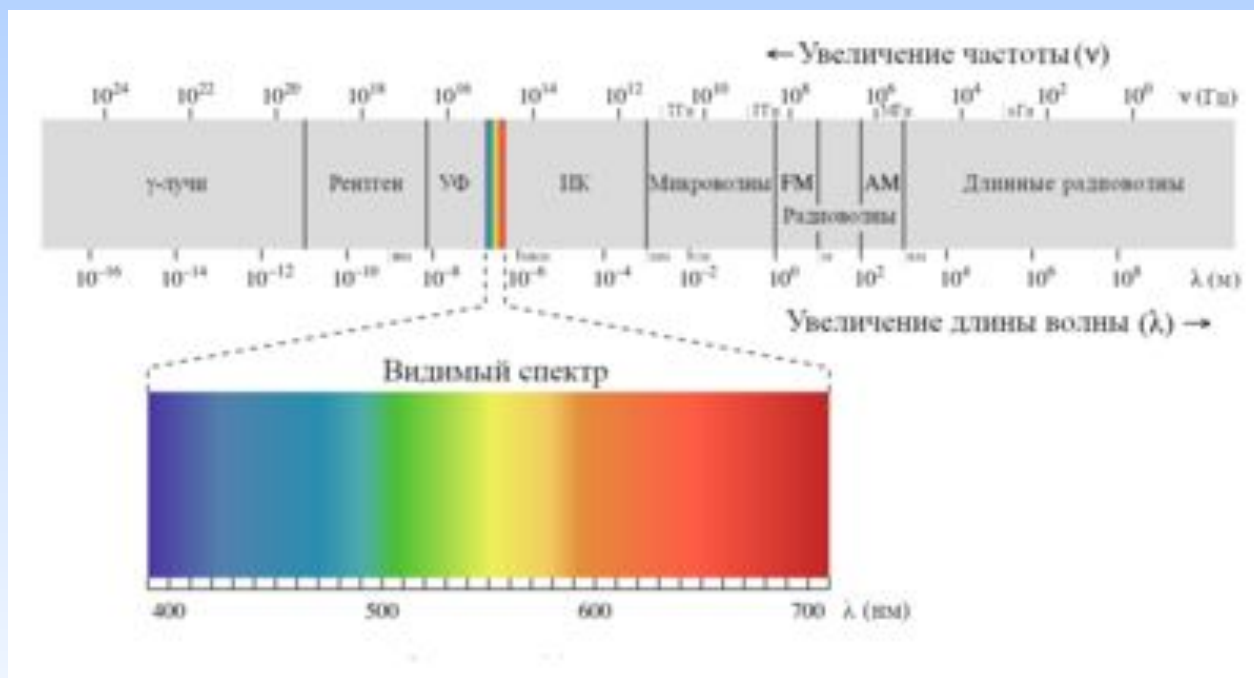 ← Увеличение частоты (ν)
10²⁴ 10²² 10²⁰ 10¹⁸ 10¹⁶ 10¹⁴ 10¹² 10¹⁰ 10⁸ 10⁶ 10⁴ 10² 10⁰ ν (Гц)
γ-лучи Рентген УФ ИК Микроволны FM AM Длинные радиоволны
Радиоволны
10⁻¹⁶ 10⁻¹⁴ 10⁻¹² 10⁻¹⁰ 10⁻⁸ 10⁻⁶ 10⁻⁴ 10⁻² 10⁰ 10² 10⁴ 10⁶ 10⁸ λ (м)
Увеличение длины волны (λ) →
Видимый спектр
400 500 600 700 λ (нм)